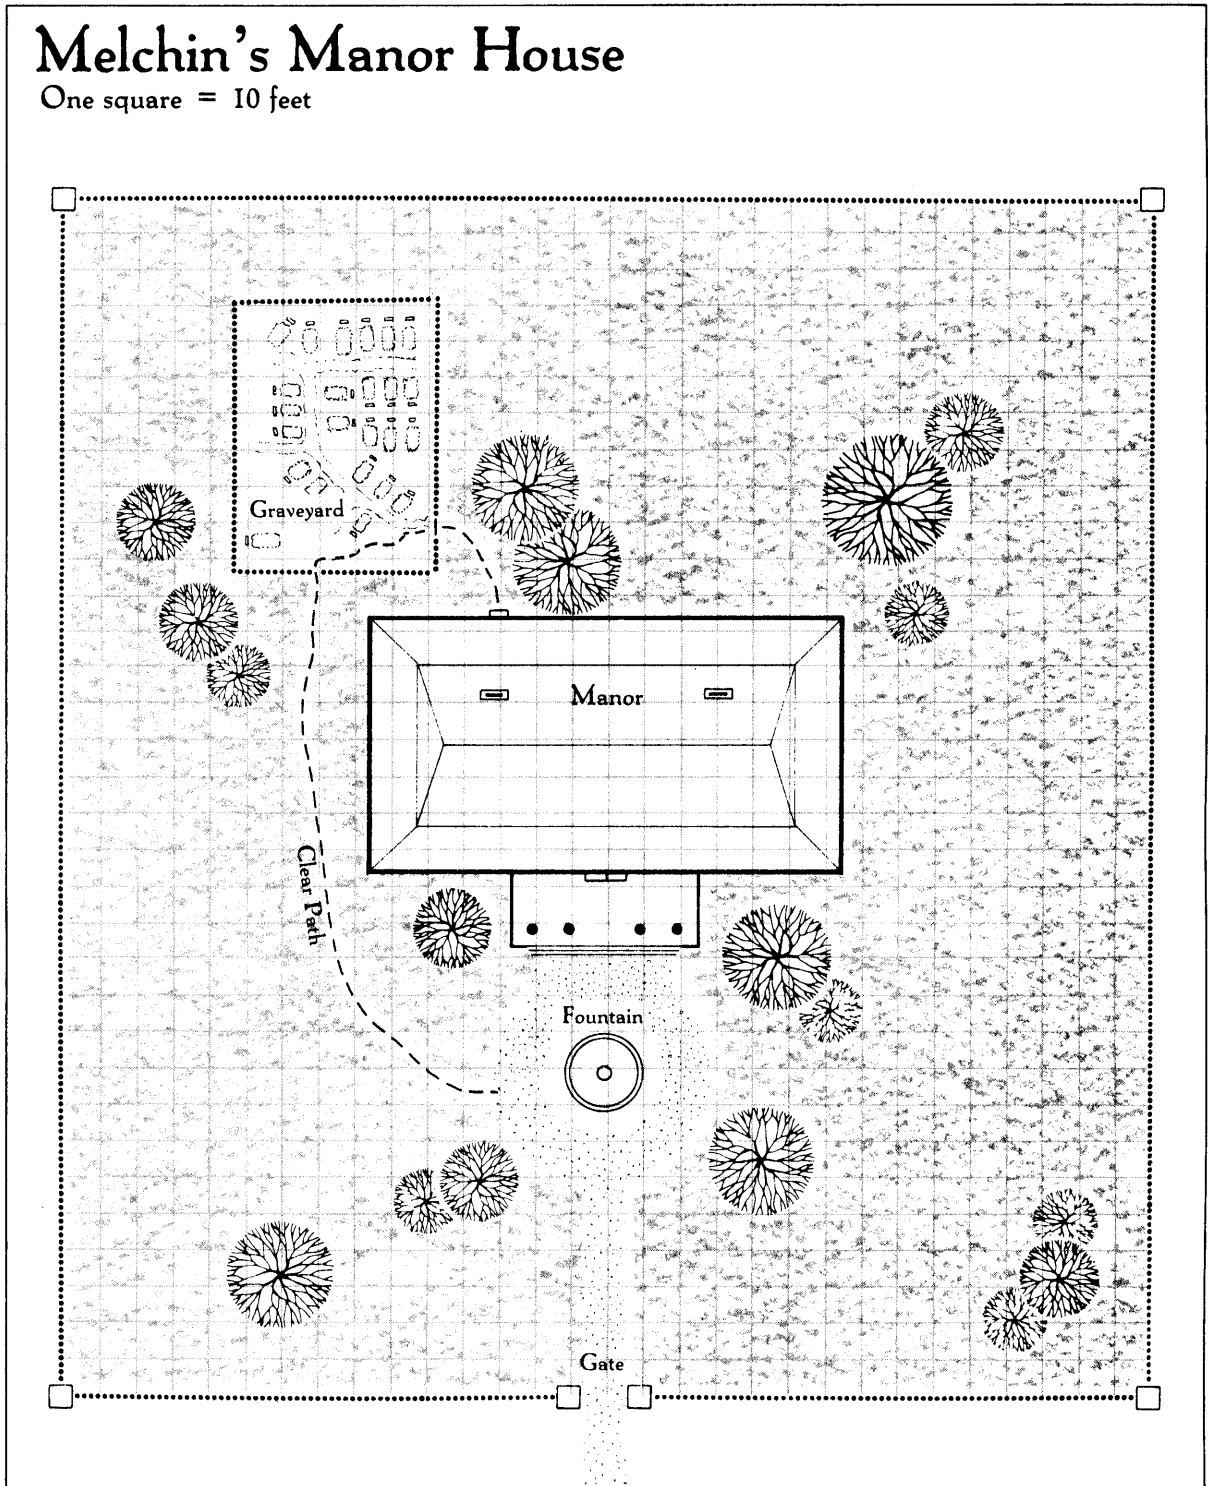 Melchin's Manor House
One square = 10 feet
Graveyard
Manor
Clear Path
Fountain
Gate